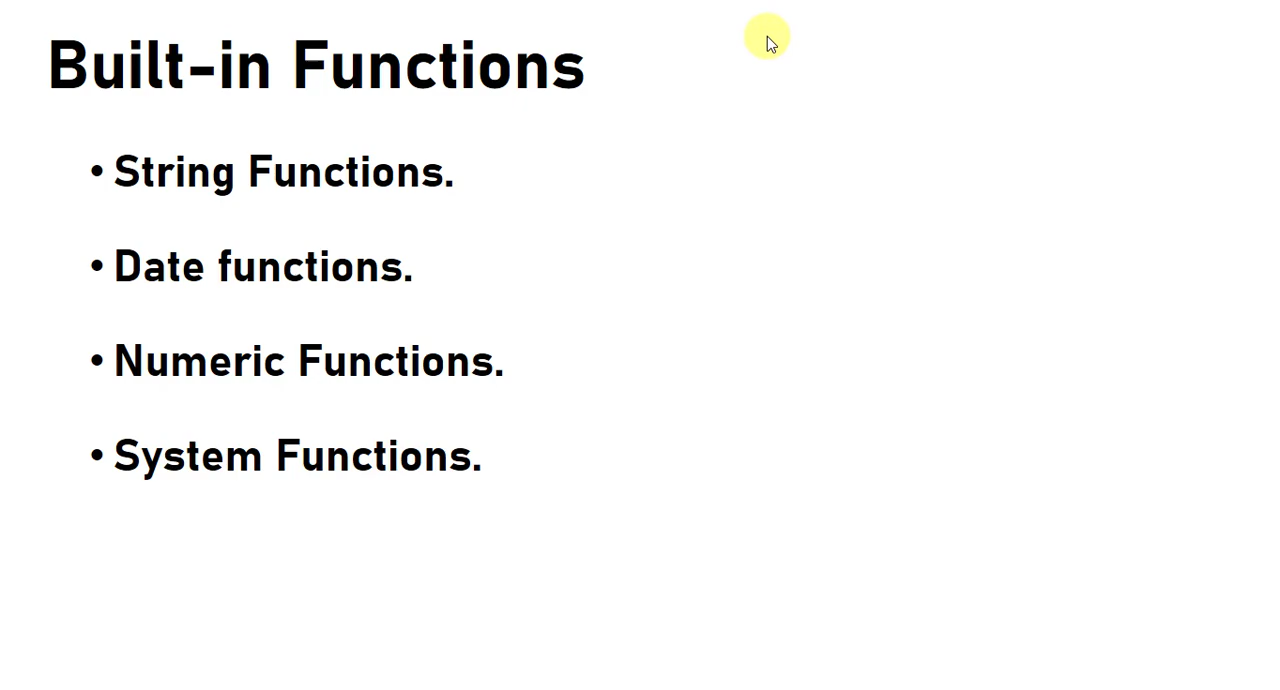 Built-in Functions
• String Functions.
• Date functions.
• Numeric Functions.
• System Functions.